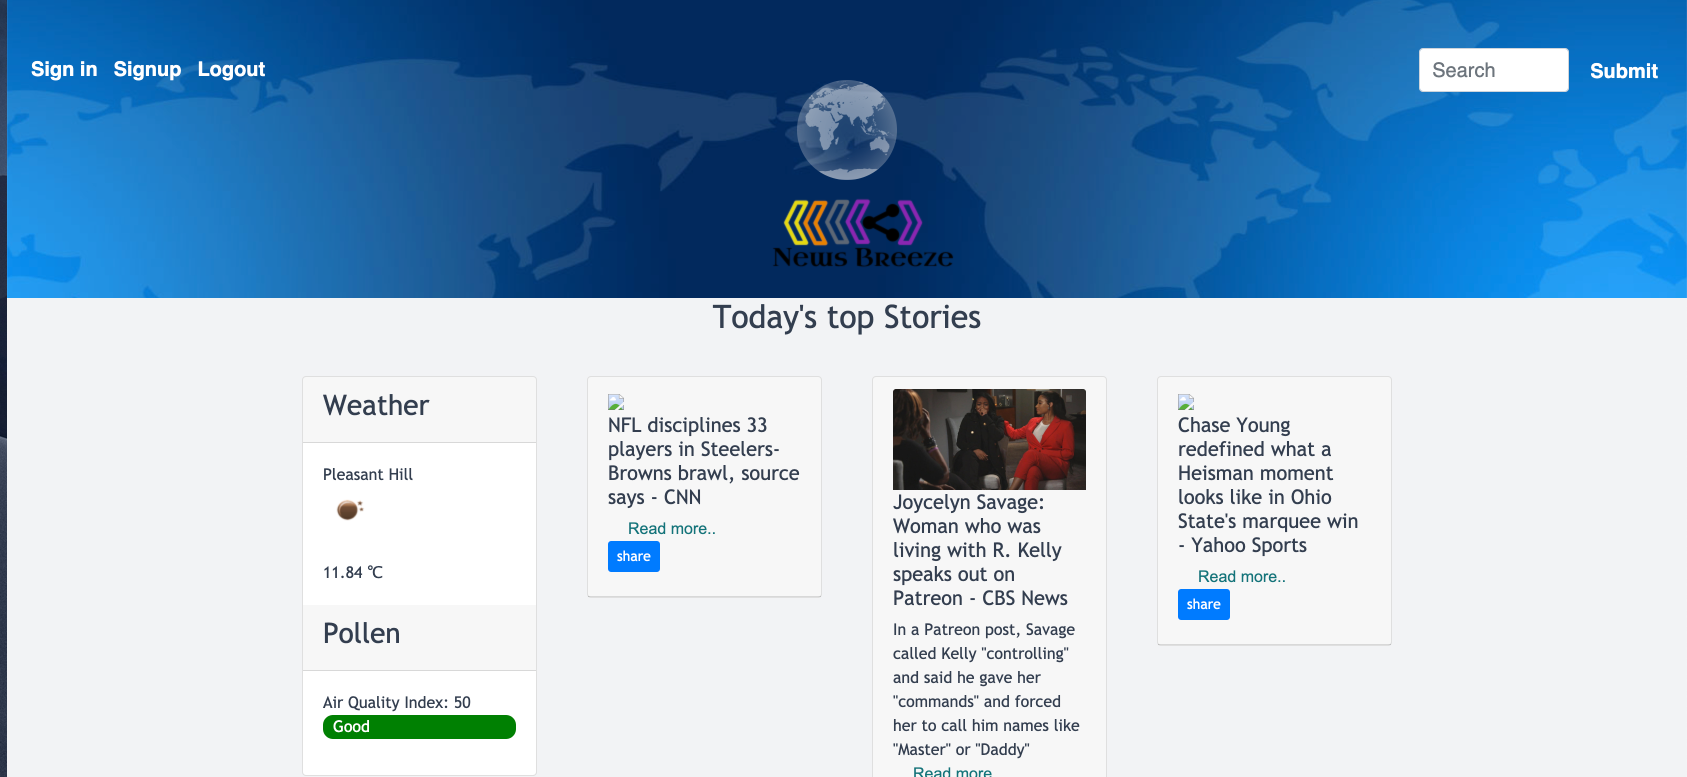 Sign in Signup Logout
Search
Submit
News Breeze
Today's top Stories
Weather
Pleasant Hill
11.84 ℃
Pollen
Air Quality Index: 50
Good
NFL disciplines 33
players in Steelers-
Browns brawl, source
says - CNN
Read more..
share
Joycelyn Savage:
Woman who was
living with R. Kelly
speaks out on
Patreon - CBS News
In a Patreon post, Savage
called Kelly "controlling"
and said he gave her
"commands" and forced
her to call him names like
"Master" or "Daddy"
Read more
Chase Young
redefined what a
Heisman moment
looks like in Ohio
State's marquee win
- Yahoo Sports
Read more..
share